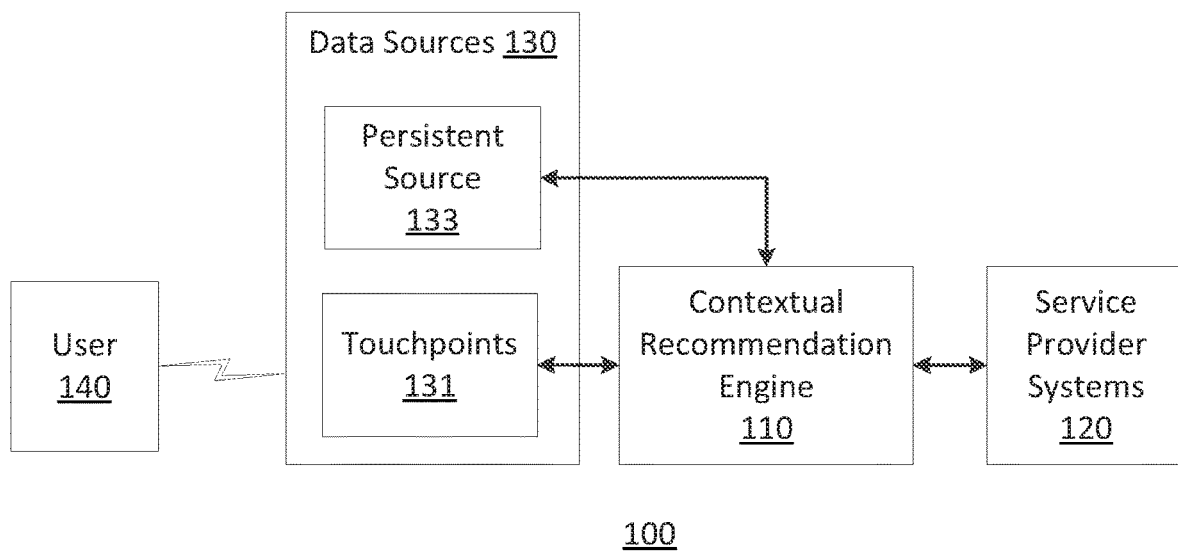 Data Sources 130
Persistent
Source
133
User
140
Touchpoints
131
Contextual
Recommendation
Engine
110
Service
Provider
Systems
120
100